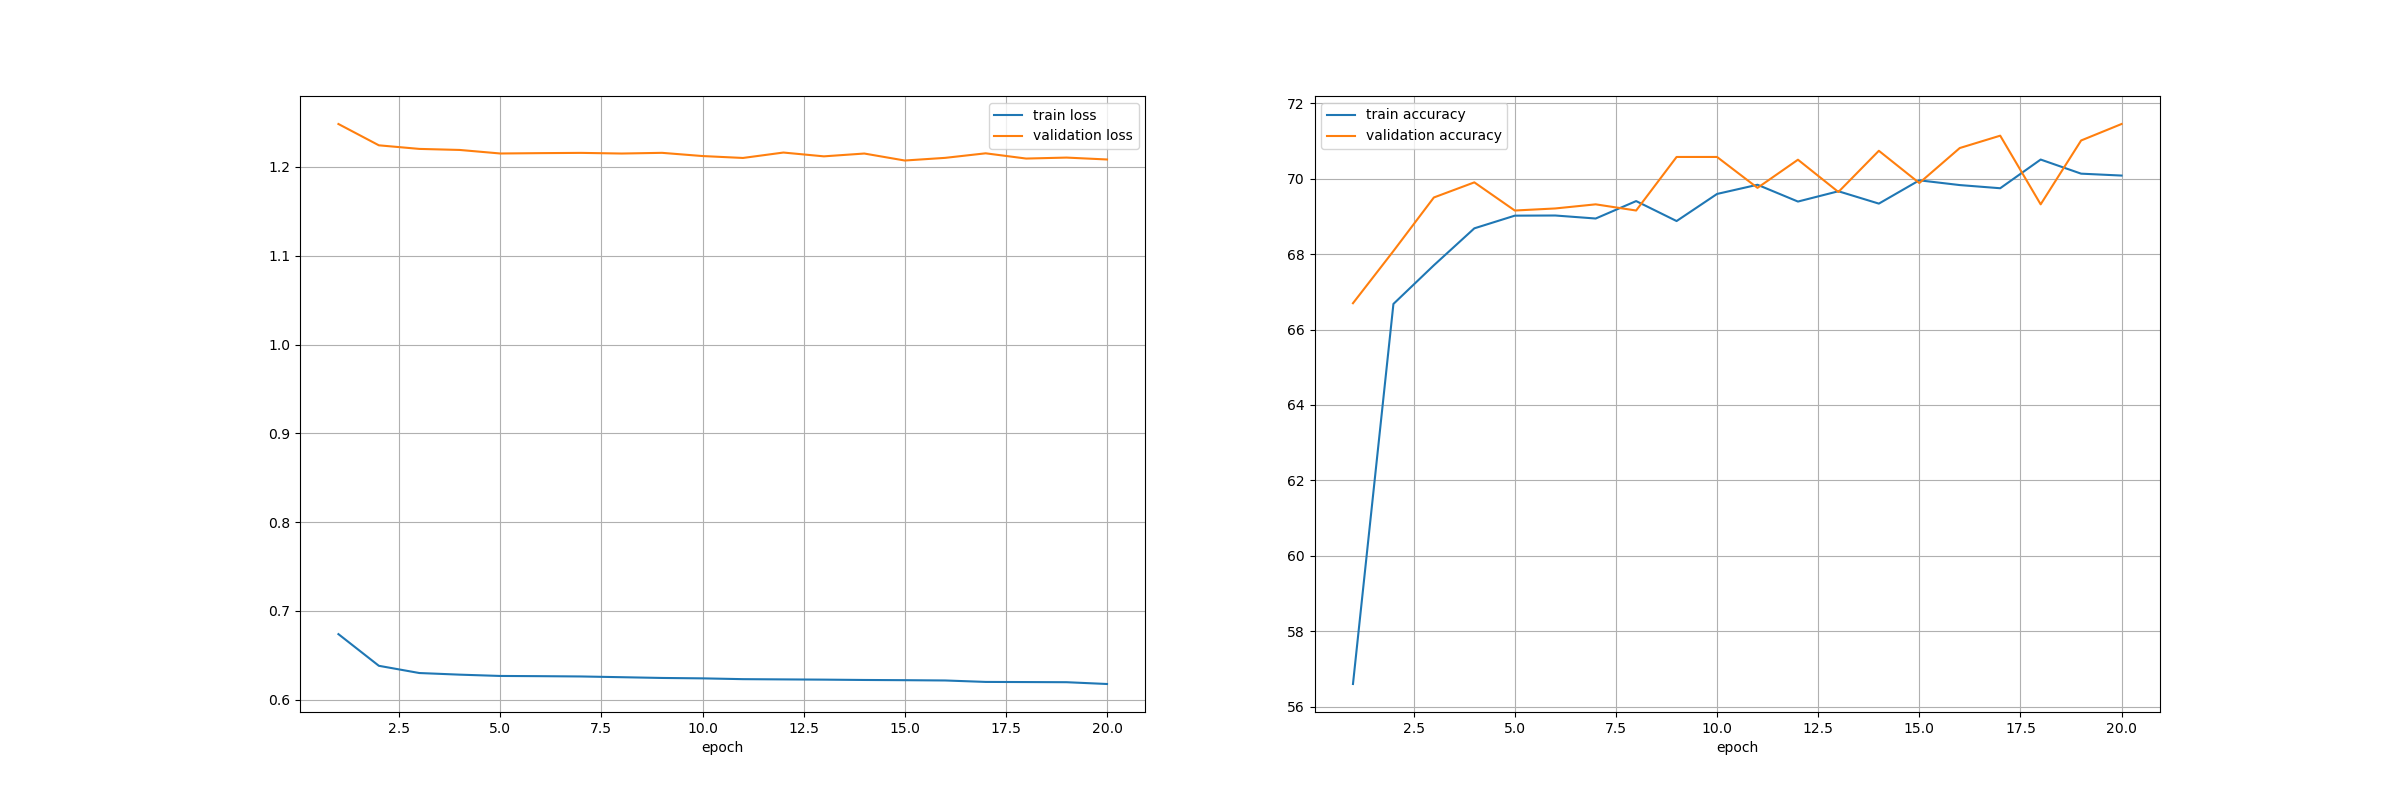 train loss
validation loss
1.2
1.1
1.0
0.9
0.8
0.7
0.6
2.5 5.0 7.5 10.0 12.5 15.0 17.5 20.0
epoch
train accuracy
validation accuracy
72
70
68
66
64
62
60
58
56
2.5 5.0 7.5 10.0 12.5 15.0 17.5 20.0
epoch